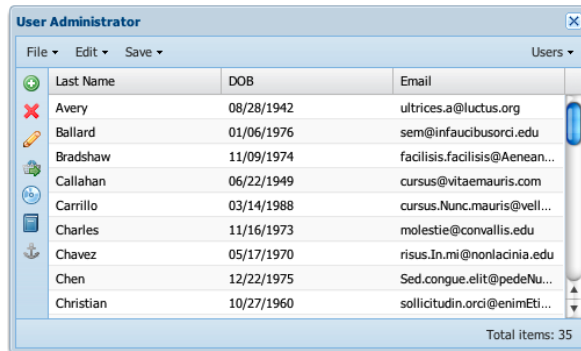 User Administrator
File Edit Save Users
Last Name DOB Email
Avery 08/28/1942 ultrices.a@luctus.org
Ballard 01/06/1976 sem@infaucibusorci.edu
Bradshaw 11/09/1974 facilisis.facilisis@Aenean...
Callahan 06/22/1949 cursus@vitaemauris.com
Carrillo 03/14/1988 cursus.Nunc.mauris@vell...
Charles 11/16/1973 molestie@convallis.edu
Chavez 05/17/1970 risus.In.mi@nonlacinia.edu
Chen 12/22/1975 Sed.congue.elit@pedeNu...
Christian 10/27/1960 sollicitudin.orci@enimEti...
Total items: 35